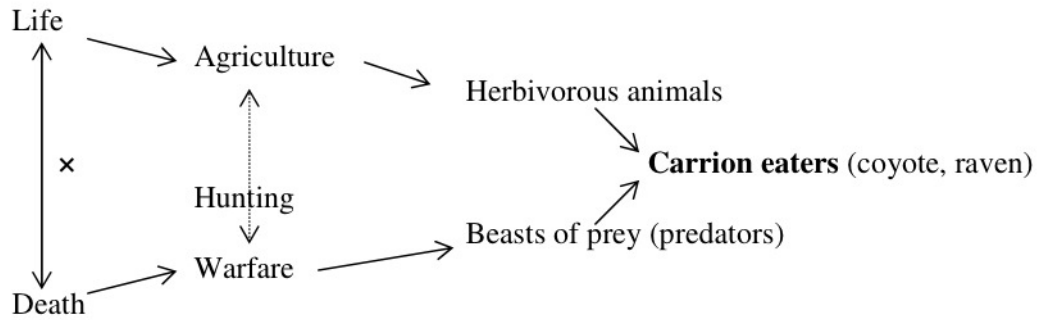 Life
Agriculture
Herbivorous animals
×
Carrion eaters (coyote, raven)
Hunting
Beasts of prey (predators)
Warfare
Death